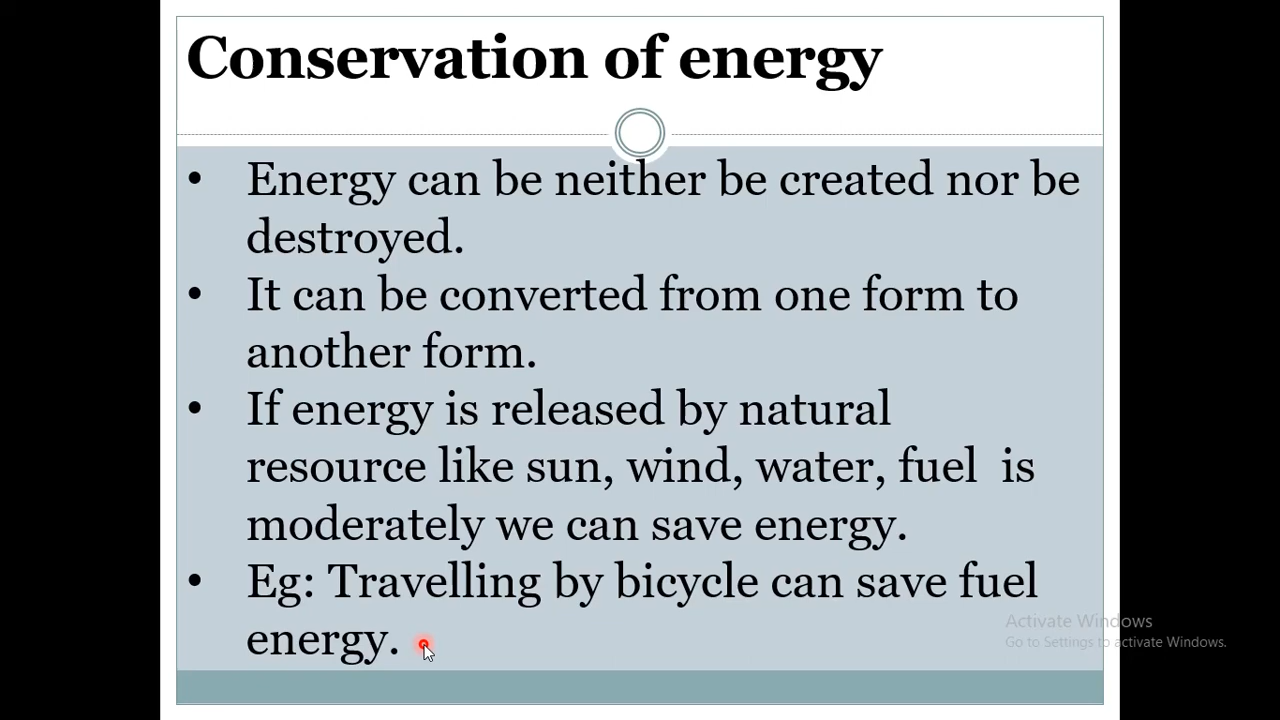 Conservation of energy
• Energy can be neither be created nor be
destroyed.
• It can be converted from one form to
another form.
• If energy is released by natural
resource like sun, wind, water, fuel  is
moderately we can save energy.
• Eg: Travelling by bicycle can save fuel
energy.
Activate Windows
Go to Settings to activate Windows.